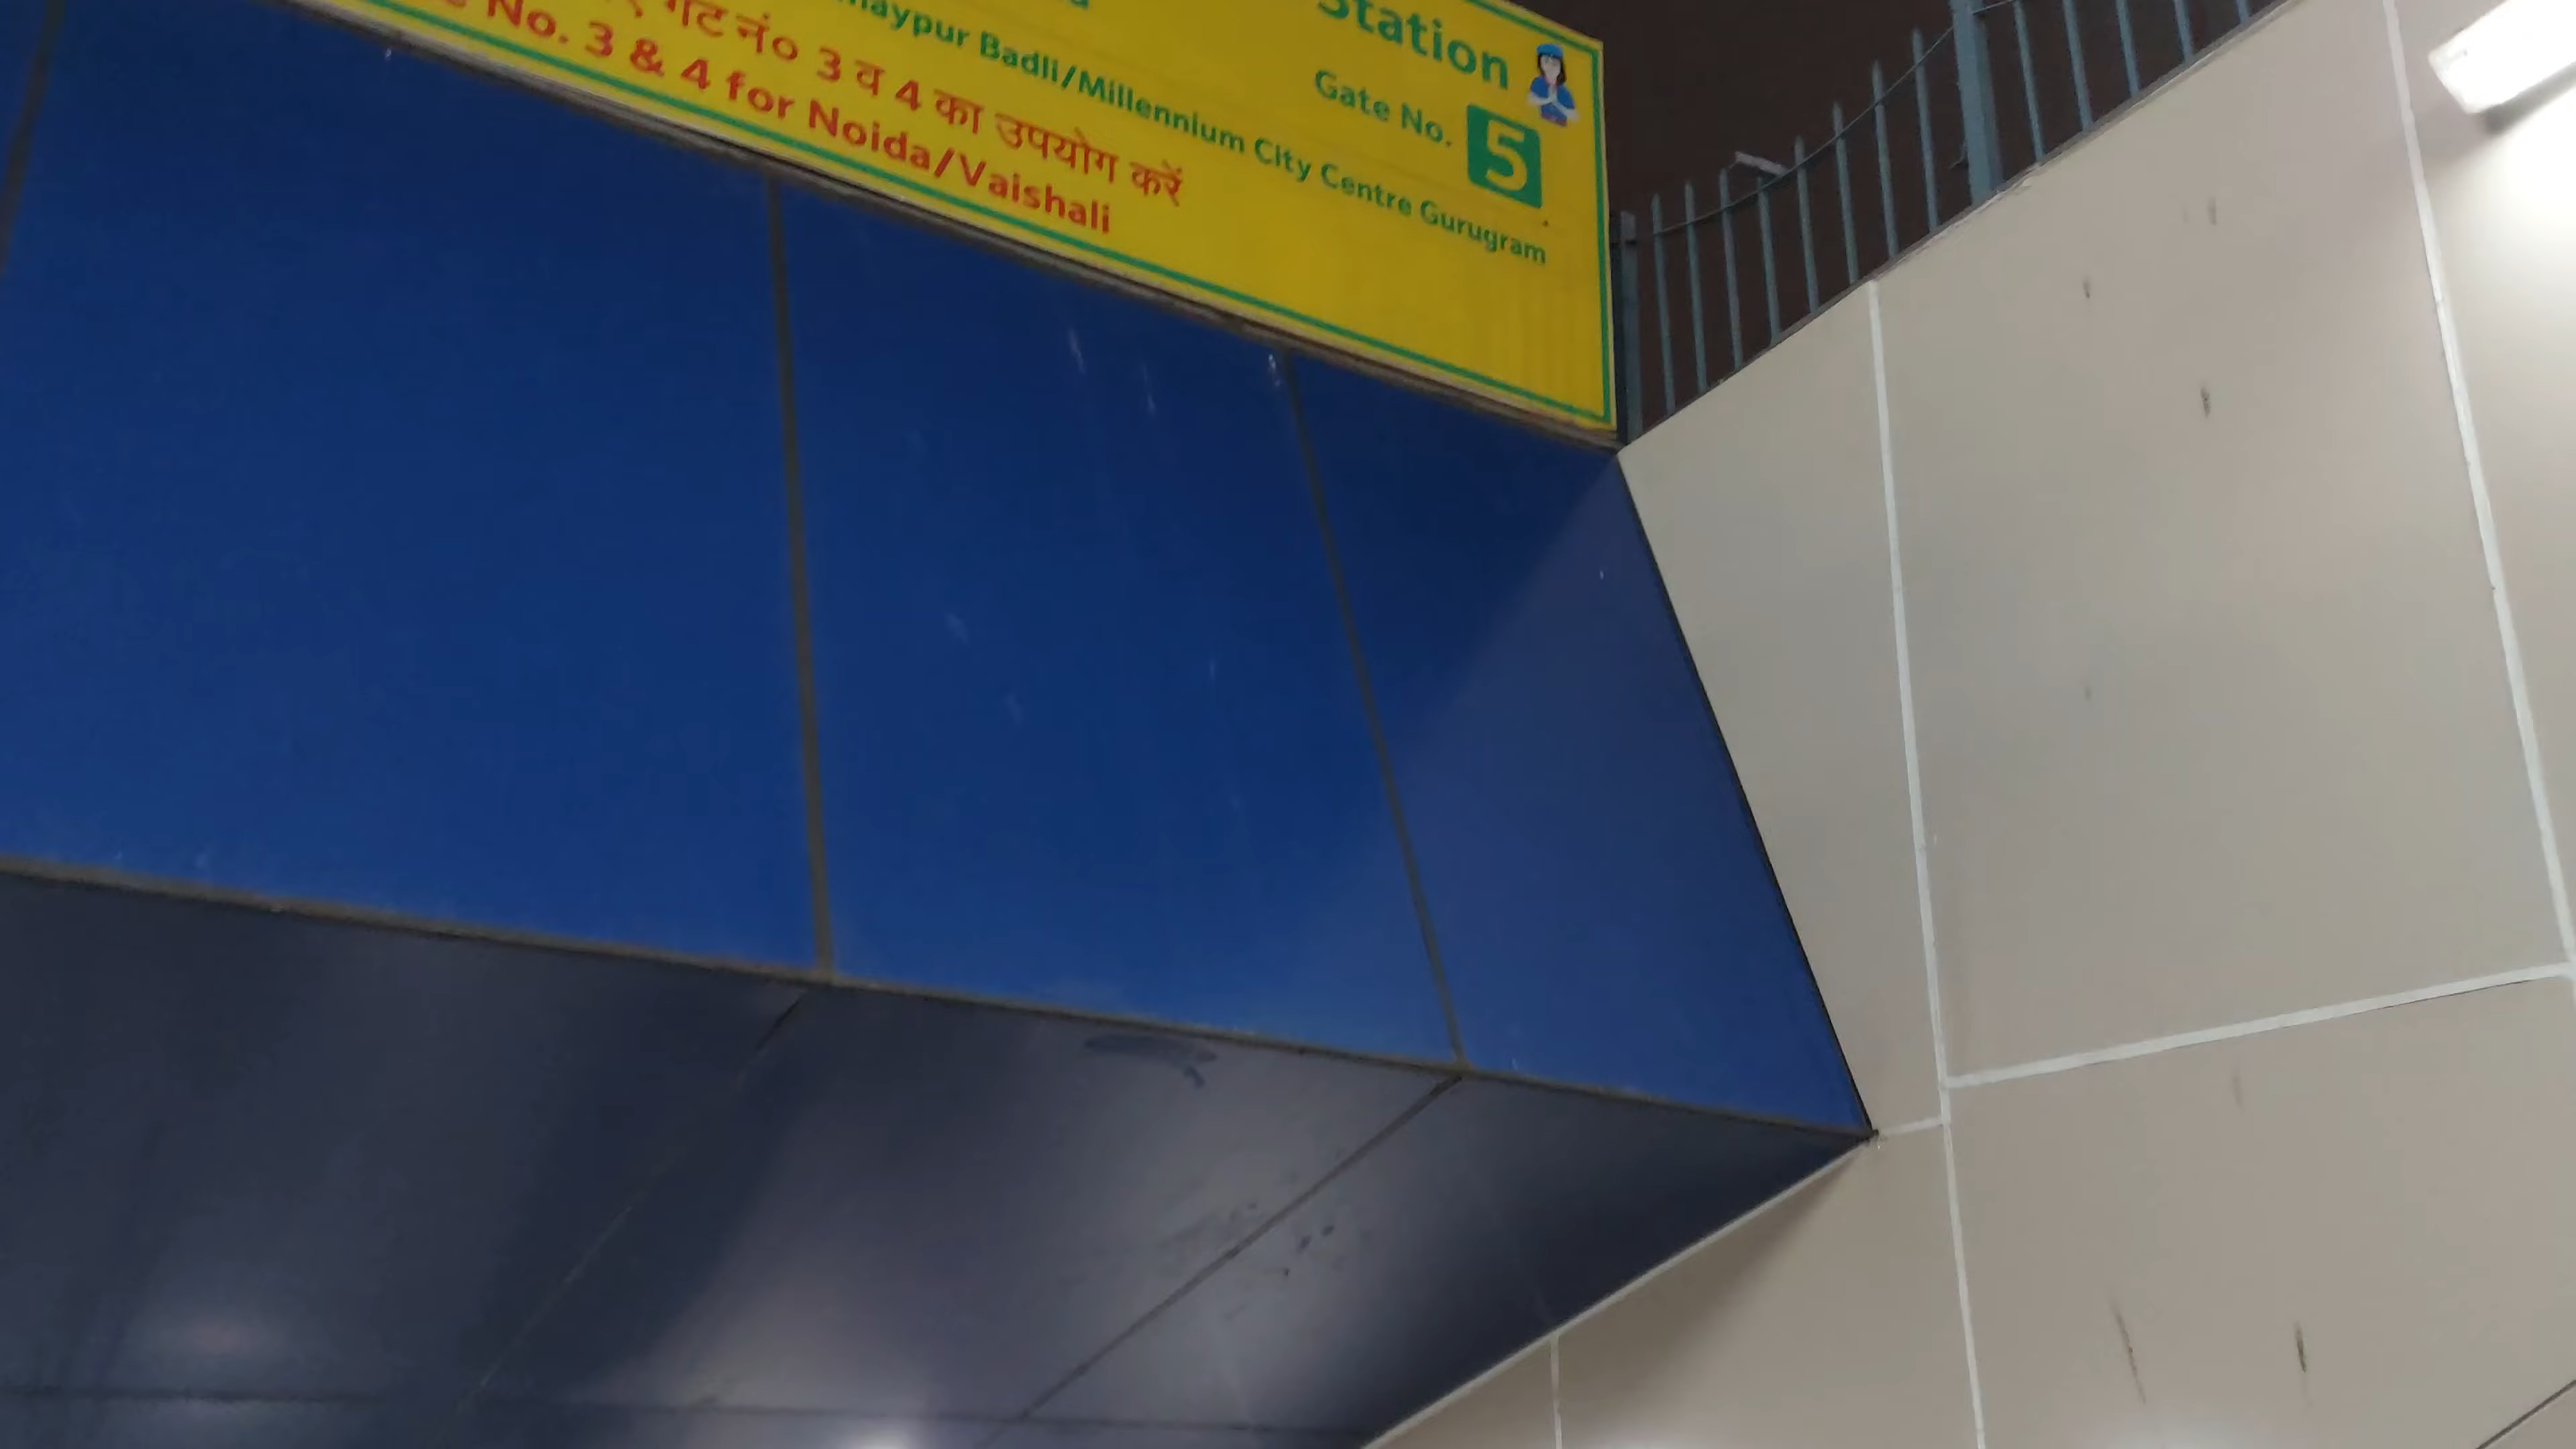 Station
Gate No. 5
Badli/Millennium City Centre Gurugram
गेट नं० 3 व 4 का उपयोग करें
No. 3 & 4 for Noida/Vaishali